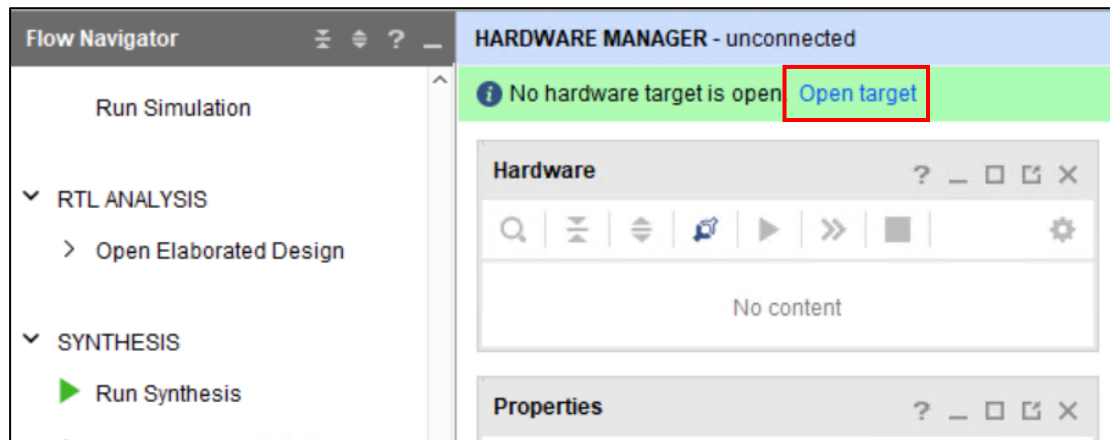 Flow Navigator
Run Simulation
RTL ANALYSIS
Open Elaborated Design
SYNTHESIS
Run Synthesis
HARDWARE MANAGER - unconnected
No hardware target is open. Open target
Hardware
No content
Properties